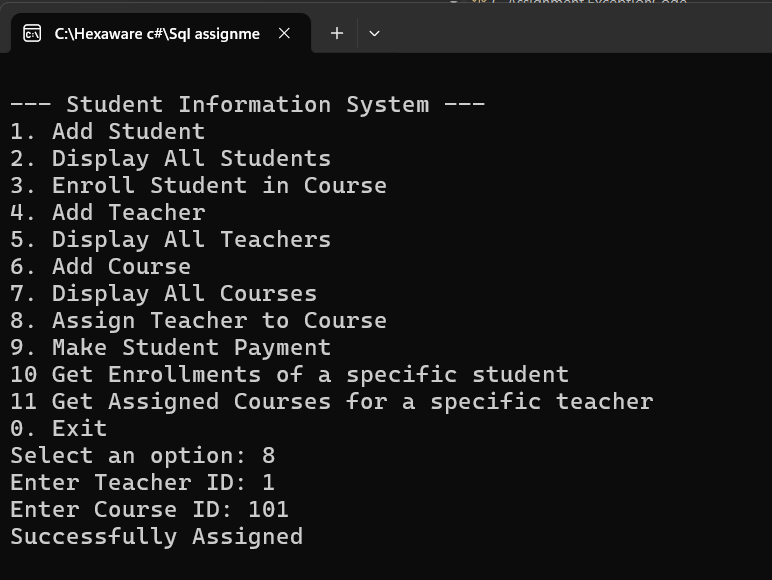 Assignment ExceptionCode
C:\Hexaware c#\Sql assignme
--- Student Information System ---
1. Add Student
2. Display All Students
3. Enroll Student in Course
4. Add Teacher
5. Display All Teachers
6. Add Course
7. Display All Courses
8. Assign Teacher to Course
9. Make Student Payment
10 Get Enrollments of a specific student
11 Get Assigned Courses for a specific teacher
0. Exit
Select an option: 8
Enter Teacher ID: 1
Enter Course ID: 101
Successfully Assigned